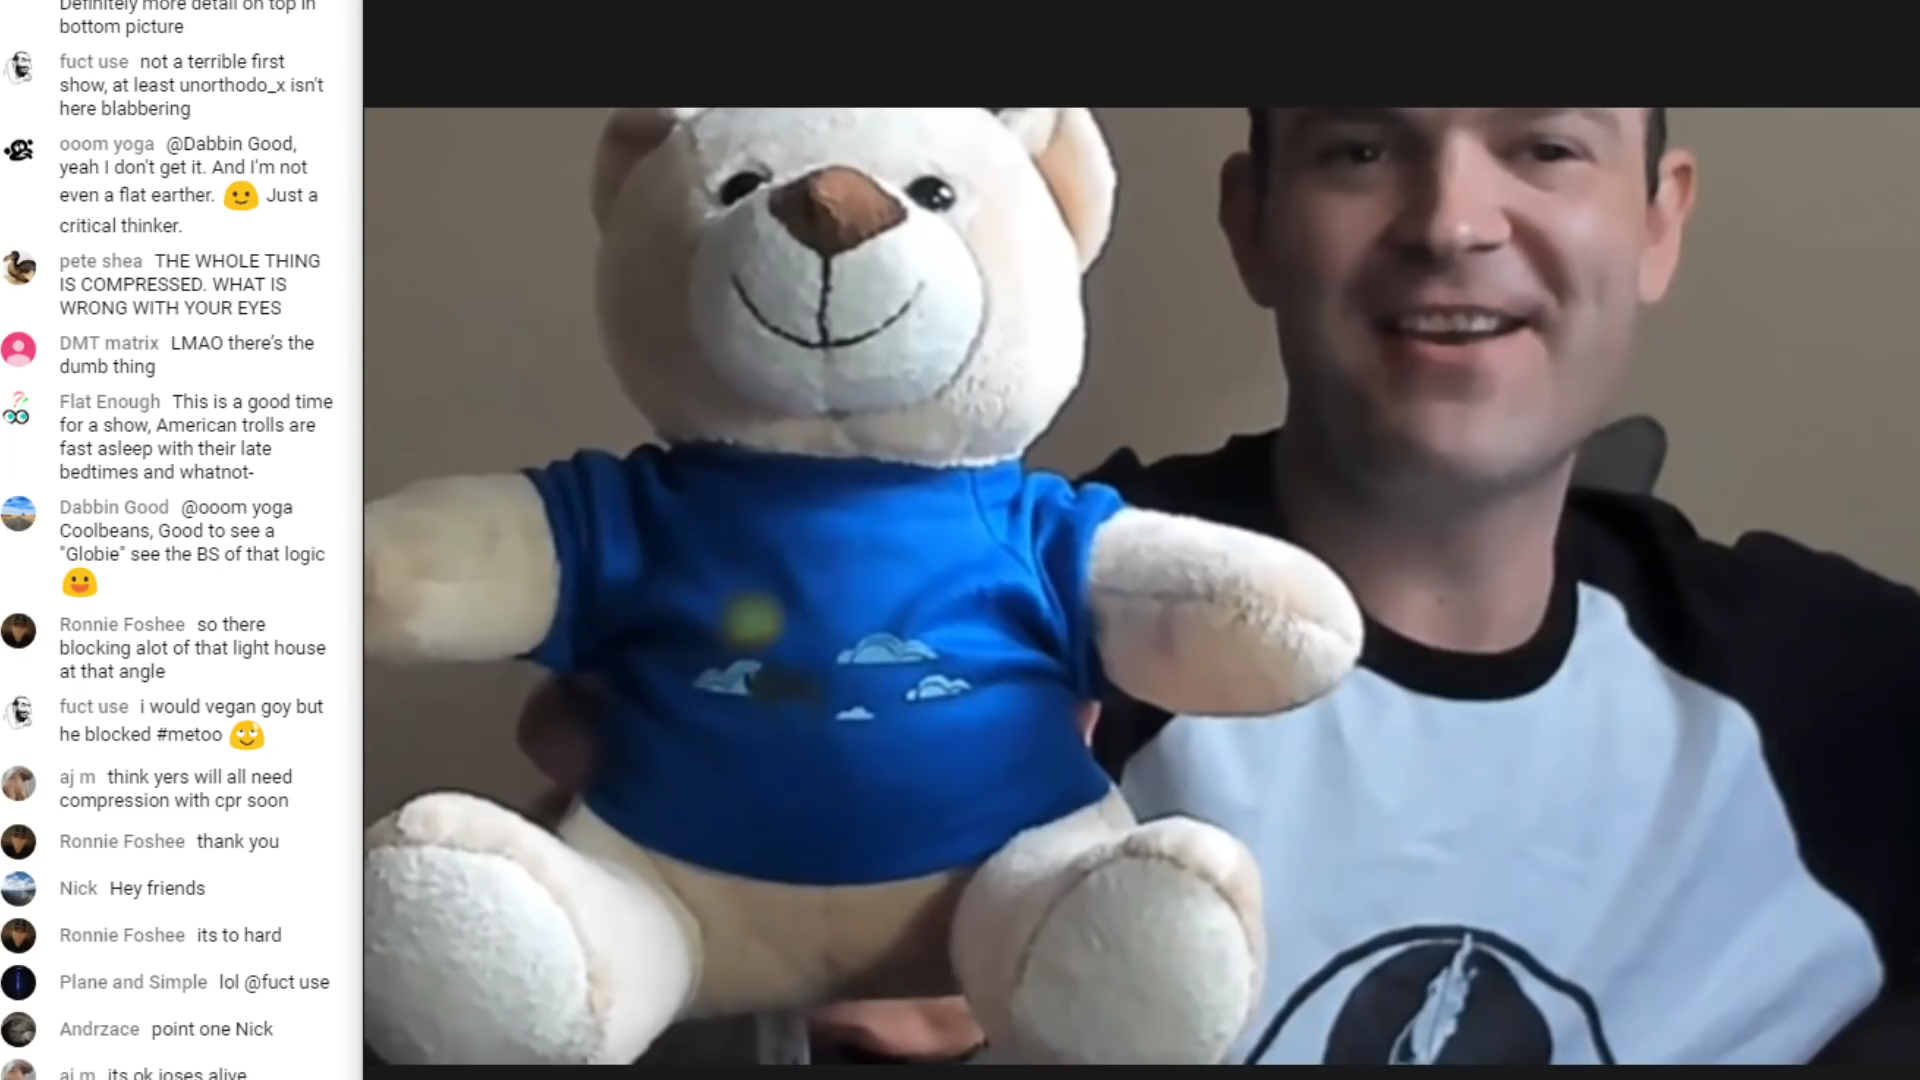 Definitely more detail on top in
bottom picture
fuct use not a terrible first
show, at least unorthodo_x isn't
here blabbering
ooom yoga @Dabbin Good,
yeah I don't get it. And I'm not
even a flat earther. 🙂 Just a
critical thinker.
pete shea THE WHOLE THING
IS COMPRESSED. WHAT IS
WRONG WITH YOUR EYES
DMT matrix LMAO there's the
dumb thing
Flat Enough This is a good time
for a show, American trolls are
fast asleep with their late
bedtimes and whatnot-
Dabbin Good @ooom yoga
Coolbeans, Good to see a
"Globie" see the BS of that logic
😃
Ronnie Foshee so there
blocking alot of that light house
at that angle
fuct use i would vegan goy but
he blocked #metoo 🙄
aj m think yers will all need
compression with cpr soon
Ronnie Foshee thank you
Nick Hey friends
Ronnie Foshee its to hard
Plane and Simple lol @fuct use
Andrzace point one Nick
aj m its ok joses alive